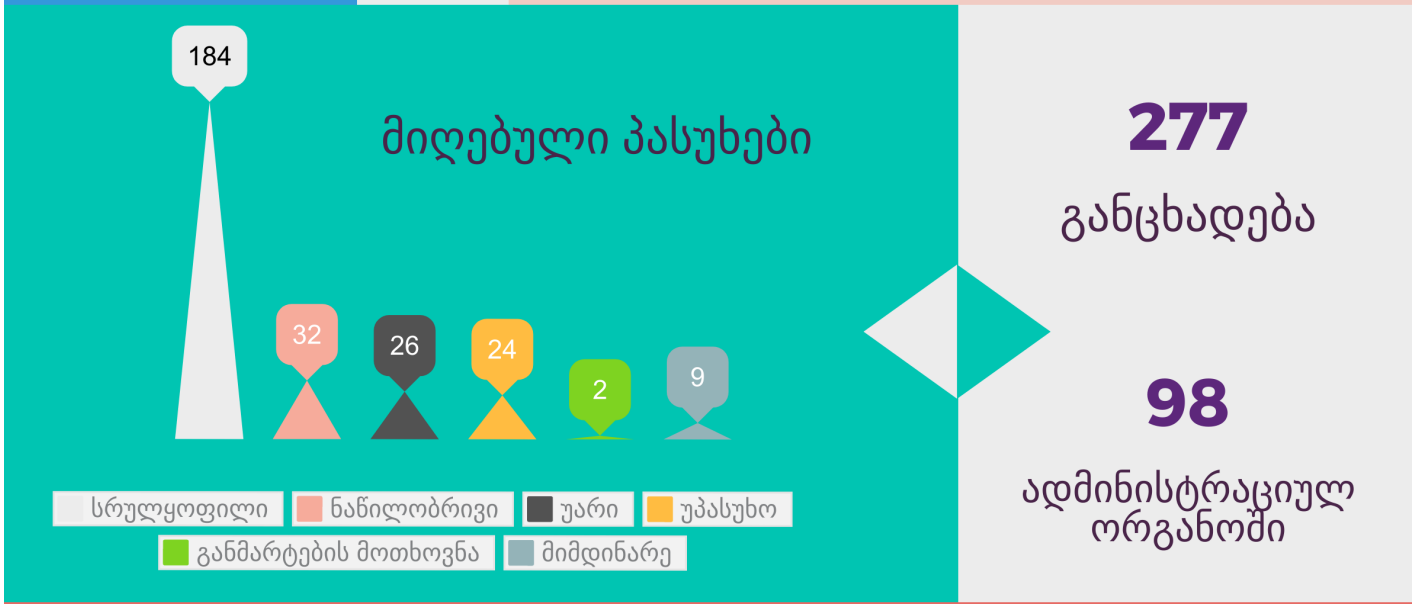 184
მიღებული პასუხები
32
26
24
2
9
სრულყოფილი
ნაწილობრივი
უარი
უპასუხო
განმარტების მოთხოვნა
მიმდინარე
277
განცხადება
98
ადმინისტრაციულ
ორგანოში